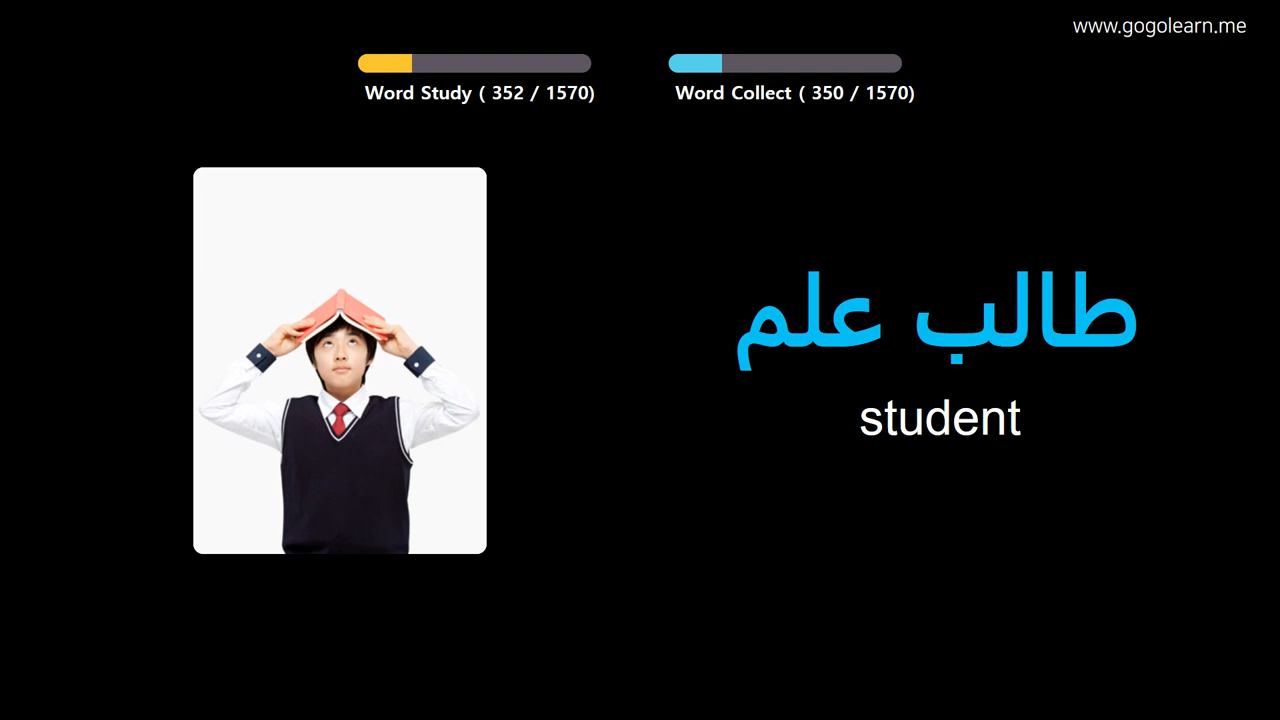 www.gogolearn.me
Word Study ( 352 / 1570)
Word Collect ( 350 / 1570)
طالب علم
student